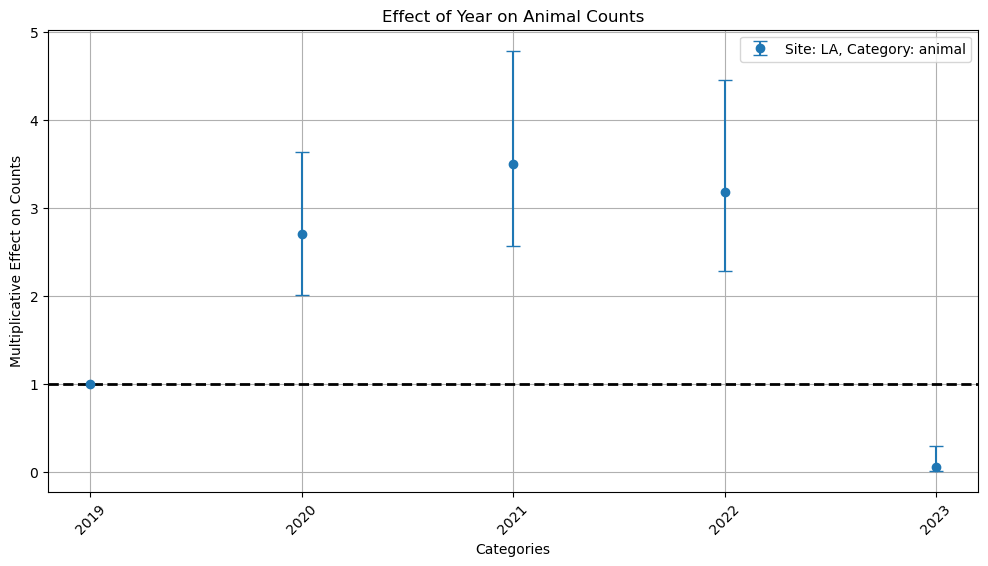 Effect of Year on Animal Counts
Site: LA, Category: animal
Multiplicative Effect on Counts
5
4
3
2
1
0
2019
2020
2021
2022
2023
Categories